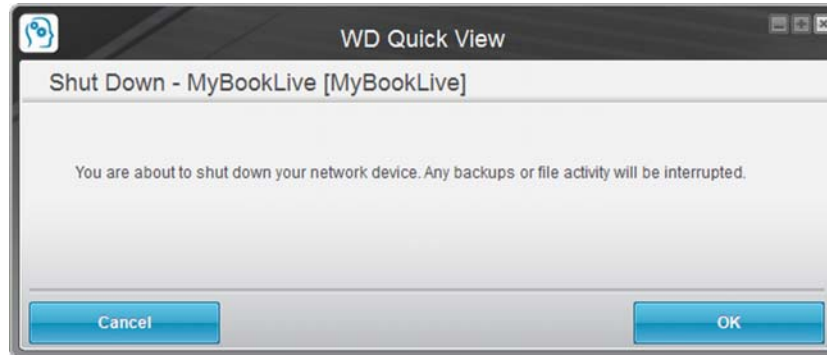 WD Quick View
Shut Down - MyBookLive [MyBookLive]
You are about to shut down your network device. Any backups or file activity will be interrupted.
Cancel
OK